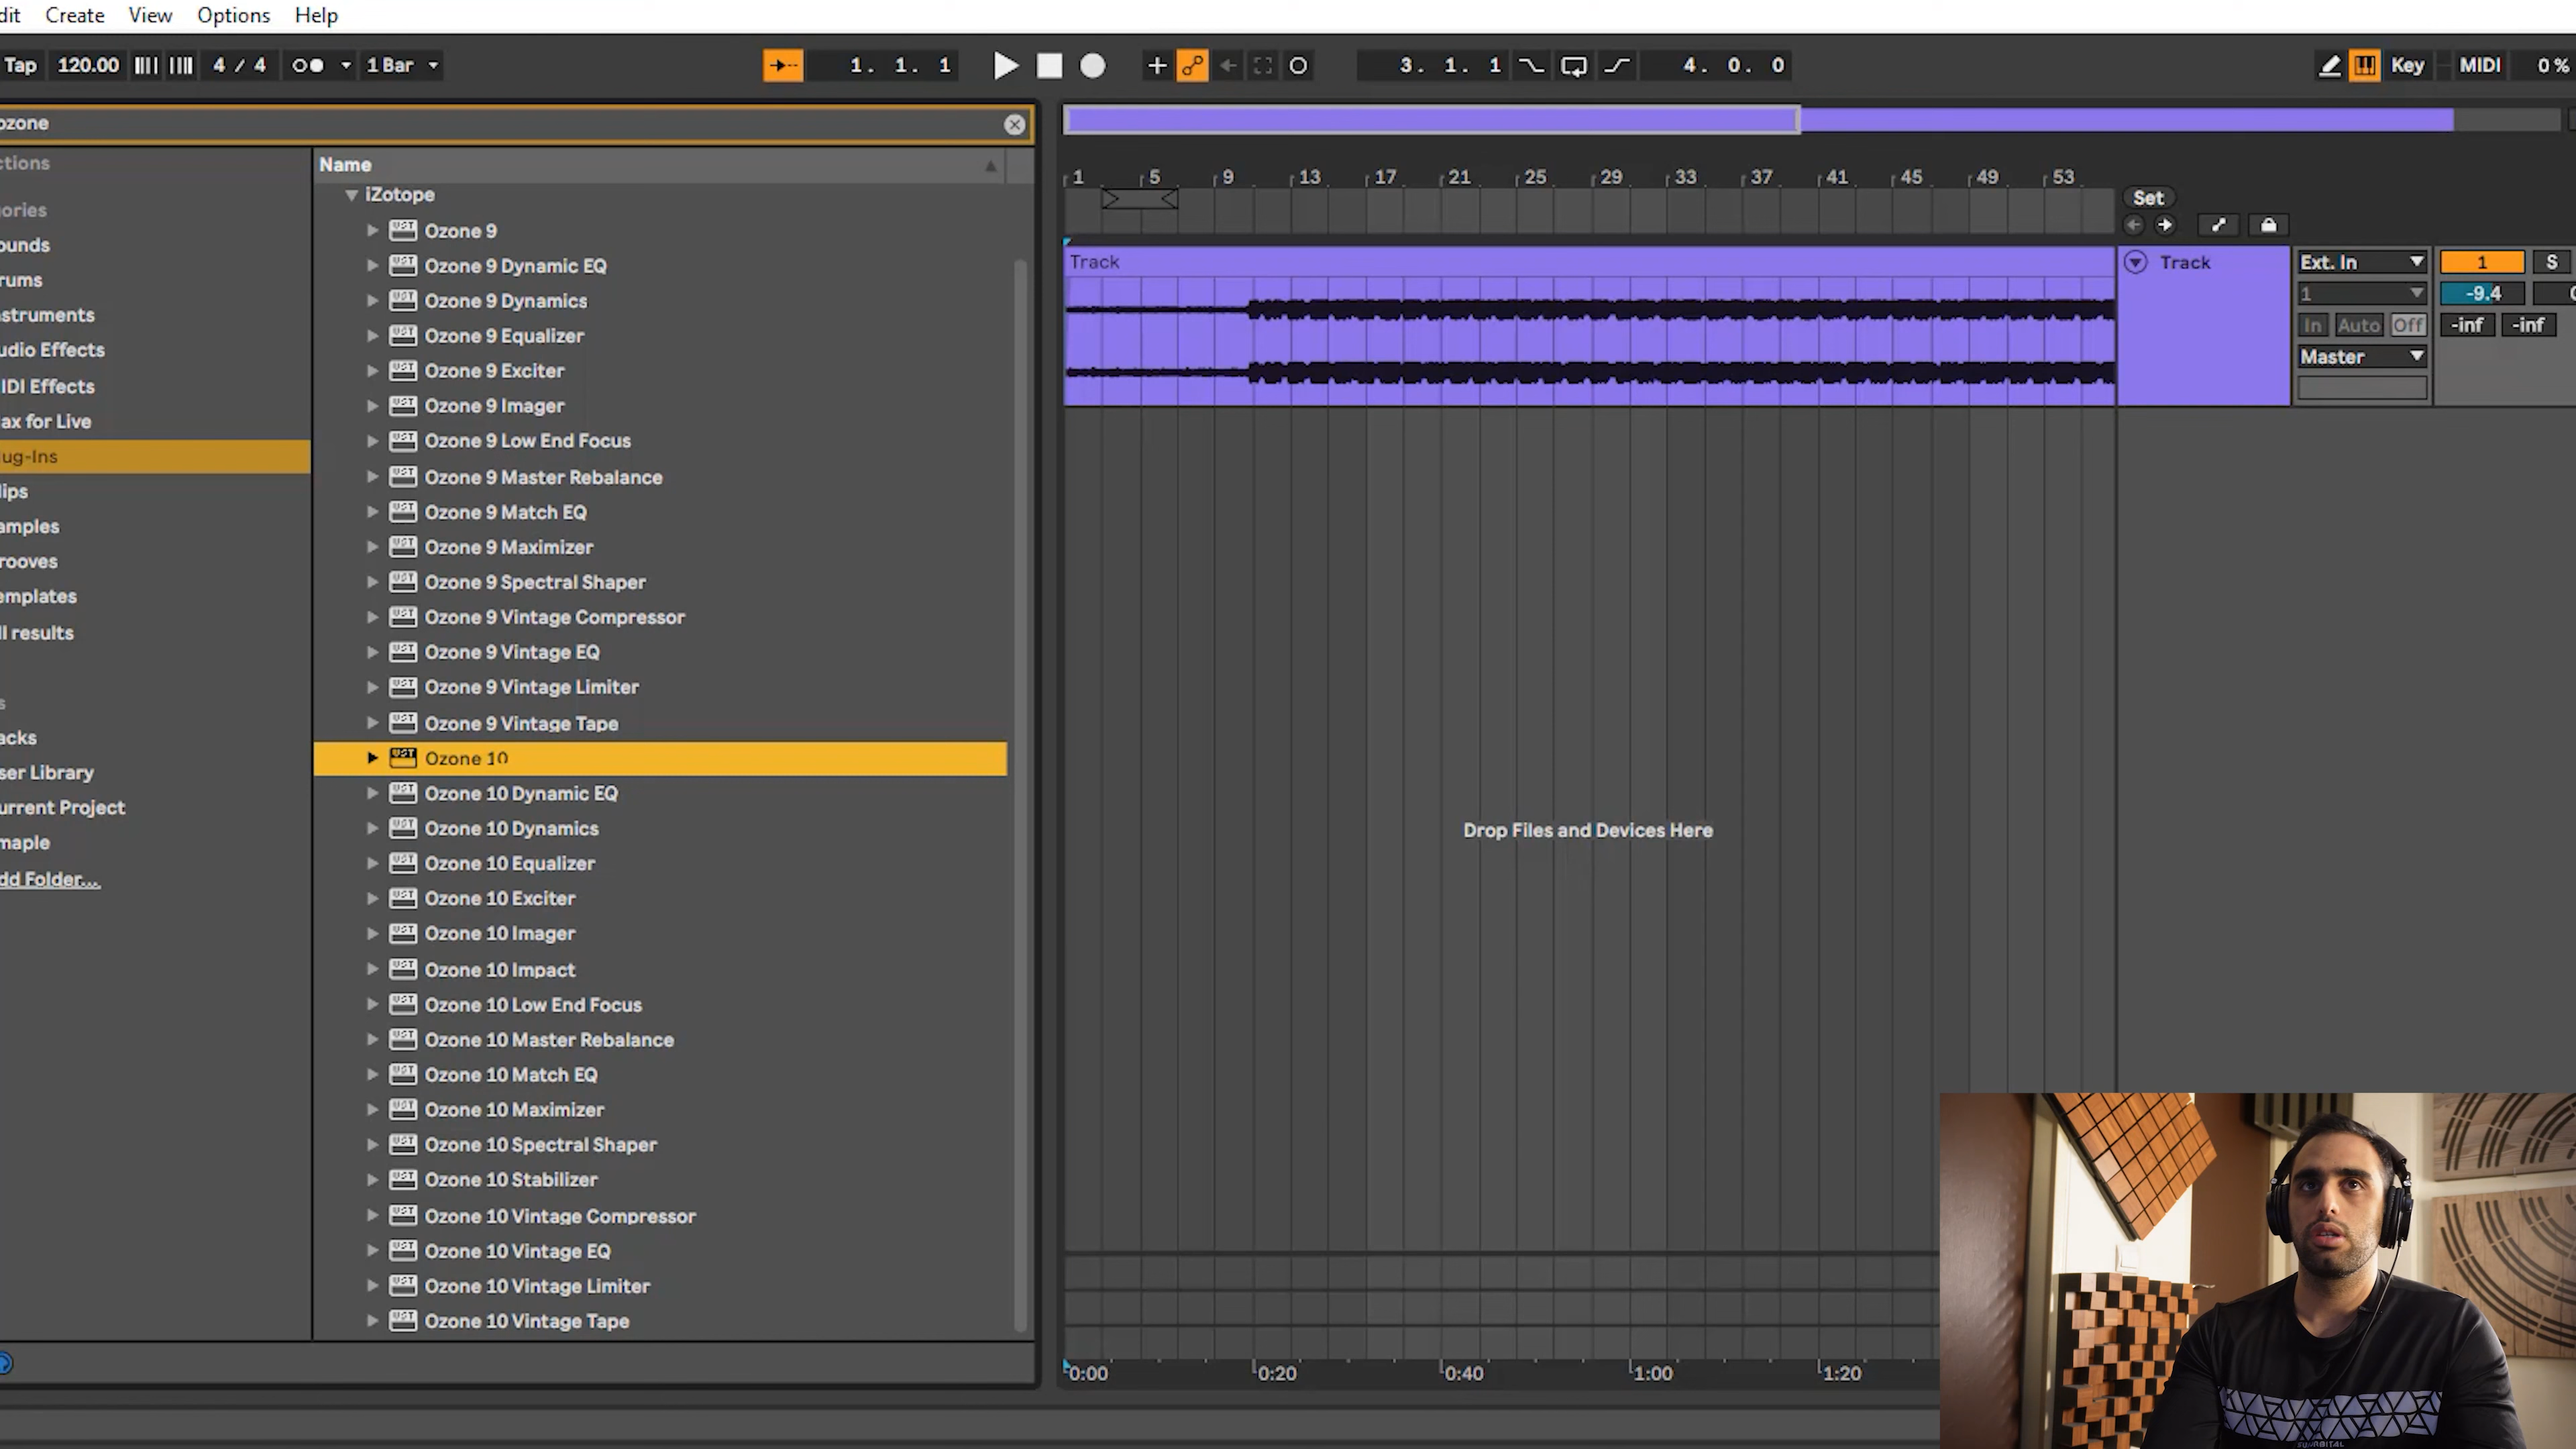 dit Create View Options Help
Tap 120.00 4 / 4 1 Bar 1. 1. 1 3. 1. 1 4. 0. 0 Key MIDI 0 %
ozone
ctions
ories
ounds
rums
struments
udio Effects
IDI Effects
ax for Live
ug-Ins
lips
amples
rooves
emplates
ll results
s
acks
ser Library
urrent Project
maple
dd Folder...
Name
iZotope
Ozone 9
Ozone 9 Dynamic EQ
Ozone 9 Dynamics
Ozone 9 Equalizer
Ozone 9 Exciter
Ozone 9 Imager
Ozone 9 Low End Focus
Ozone 9 Master Rebalance
Ozone 9 Match EQ
Ozone 9 Maximizer
Ozone 9 Spectral Shaper
Ozone 9 Vintage Compressor
Ozone 9 Vintage EQ
Ozone 9 Vintage Limiter
Ozone 9 Vintage Tape
Ozone 10
Ozone 10 Dynamic EQ
Ozone 10 Dynamics
Ozone 10 Equalizer
Ozone 10 Exciter
Ozone 10 Imager
Ozone 10 Impact
Ozone 10 Low End Focus
Ozone 10 Master Rebalance
Ozone 10 Match EQ
Ozone 10 Maximizer
Ozone 10 Spectral Shaper
Ozone 10 Stabilizer
Ozone 10 Vintage Compressor
Ozone 10 Vintage EQ
Ozone 10 Vintage Limiter
Ozone 10 Vintage Tape
1 5 9 13 17 21 25 29 33 37 41 45 49 53
Set
Track
Track
Ext. In 1 S
1 -9.4
In Auto Off -inf -inf
Master
Drop Files and Devices Here
0:00 0:20 0:40 1:00 1:20